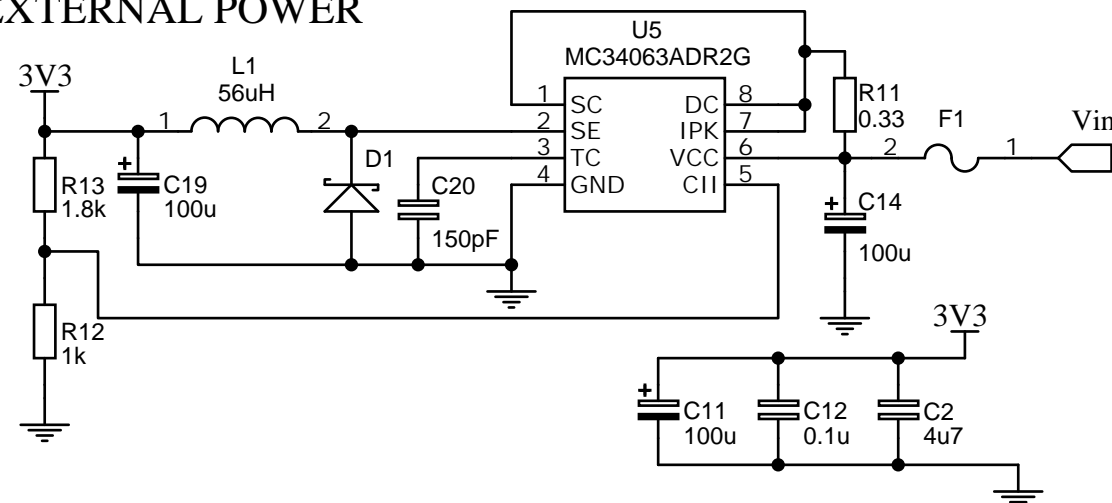 EXTERNAL POWER
3V3
L1
56uH
1
2
R13
1.8k
+
C19
100u
D1
C20
150pF
R12
1k
U5
MC34063ADR2G
1 SC
2 SE
3 TC
4 GND
DC 8
IPK 7
VCC 6
CII 5
R11
0.33
F1
2
1
Vin
+
C14
100u
3V3
+
C11
100u
C12
0.1u
C2
4u7